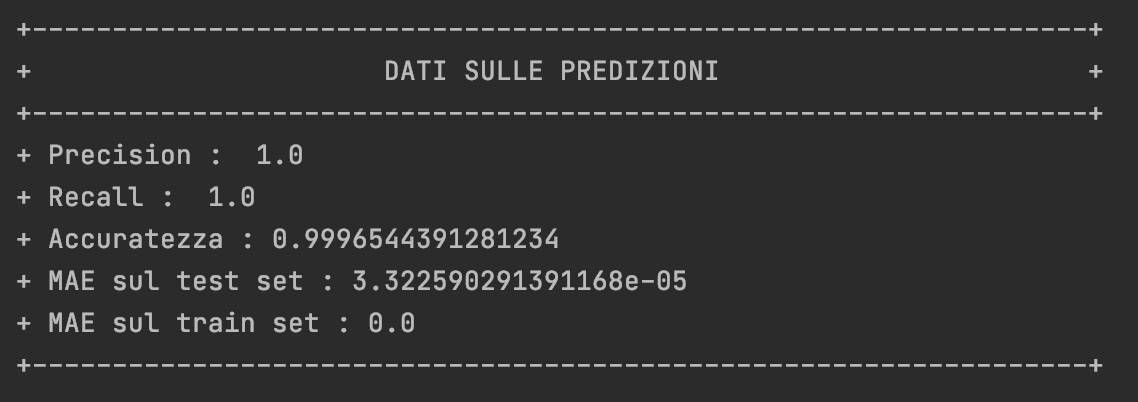 +------------------------------------------------------------------+
+ DATI SULLE PREDIZIONI +
+------------------------------------------------------------------+
+ Precision :  1.0
+ Recall :  1.0
+ Accuratezza : 0.9996544391281234
+ MAE sul test set : 3.322590291391168e-05
+ MAE sul train set : 0.0
+------------------------------------------------------------------+